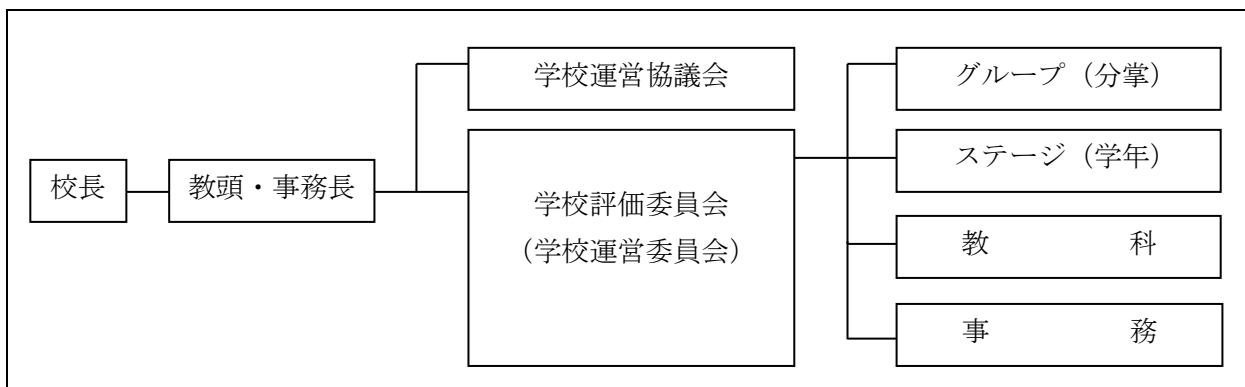 校長
教頭・事務長
学校運営協議会
学校評価委員会
（学校運営委員会）
グループ（分掌）
ステージ（学年）
教　　　　　　科
事　　　　　　務